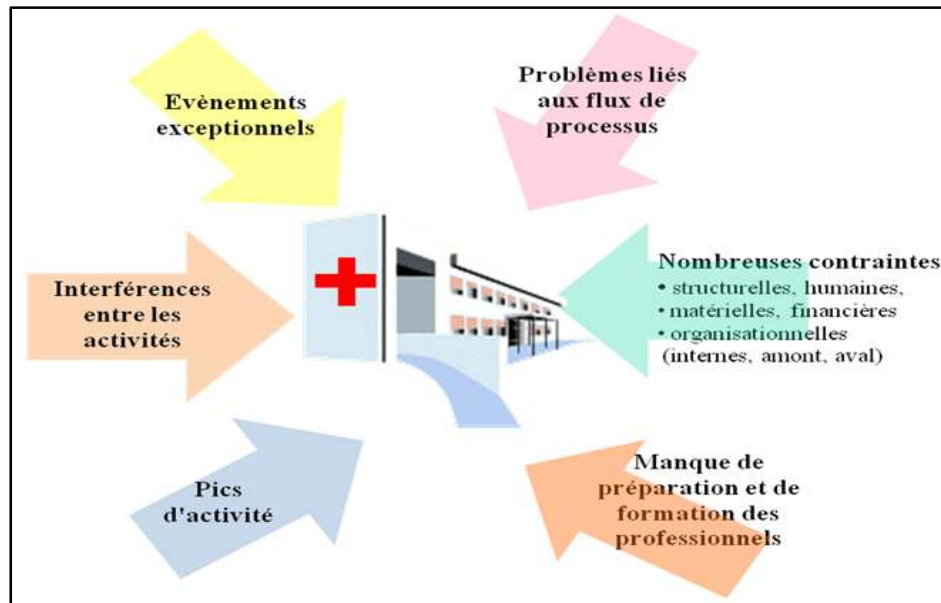 Evènements
exceptionnels
Problèmes liés
aux flux de
processus
Interférences
entre les
activités
Nombreuses contraintes
• structurelles, humaines,
• matérielles, financières
• organisationnelles
(internes, amont, aval)
Pics
d'activité
Manque de
préparation et de
formation des
professionnels